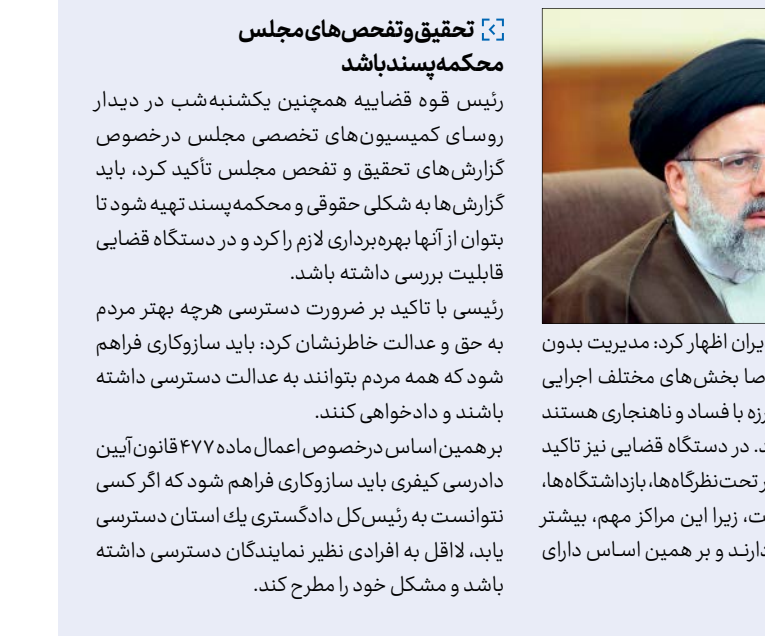 یران اظهار کرد: مدیریت بدون
صا بخش‌های مختلف اجرایی
رزه با فساد و ناهنجاری هستند
د. در دستگاه قضایی نیز تاکید
ر تحت‌نظرگاه‌ها، بازداشتگاه‌ها،
ت، زیرا این مراکز مهم، بیشتر
دارند و بر همین اساس دارای
تحقیق‌وتفحص‌های‌مجلس
محکمه‌پسندباشد
رئیس قوه قضاییه همچنین یکشنبه‌شب در دیدار
روسای کمیسیون‌های تخصصی مجلس درخصوص
گزارش‌های تحقیق و تفحص مجلس تأکید کرد، باید
گزارش‌ها به شکلی حقوقی و محکمه‌پسند تهیه شود تا
بتوان از آنها بهره‌برداری لازم را کرد و در دستگاه قضایی
قابلیت بررسی داشته باشد.
رئیسی با تاکید بر ضرورت دسترسی هرچه بهتر مردم
به حق و عدالت خاطرنشان کرد: باید سازوکاری فراهم
شود که همه مردم بتوانند به عدالت دسترسی داشته
باشند و دادخواهی کنند.
بر همین اساس درخصوص اعمال ماده ۴۷۷ قانون آیین
دادرسی کیفری باید سازوکاری فراهم شود که اگر کسی
نتوانست به رئیس‌کل دادگستری یك استان دسترسی
یابد، لااقل به افرادی نظیر نمایندگان دسترسی داشته
باشد و مشکل خود را مطرح کند.